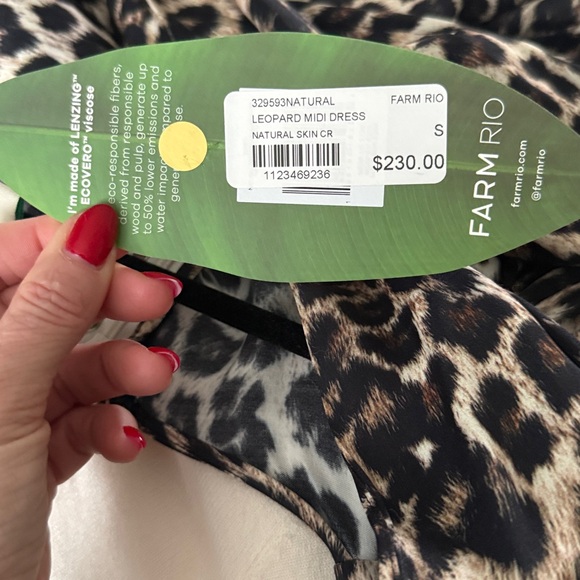 I'm made of LENZING™
ECOVERO™ viscose
eco-responsible fibers,
derived from responsible
wood and pulp, generate up
to 50% lower emissions and
water impact compared to
329593NATURAL
FARM RIO
LEOPARD MIDI DRESS
S
NATURAL SKIN CR
$230.00
1123469236
FARM RIO
farmrio.com
@farmrio